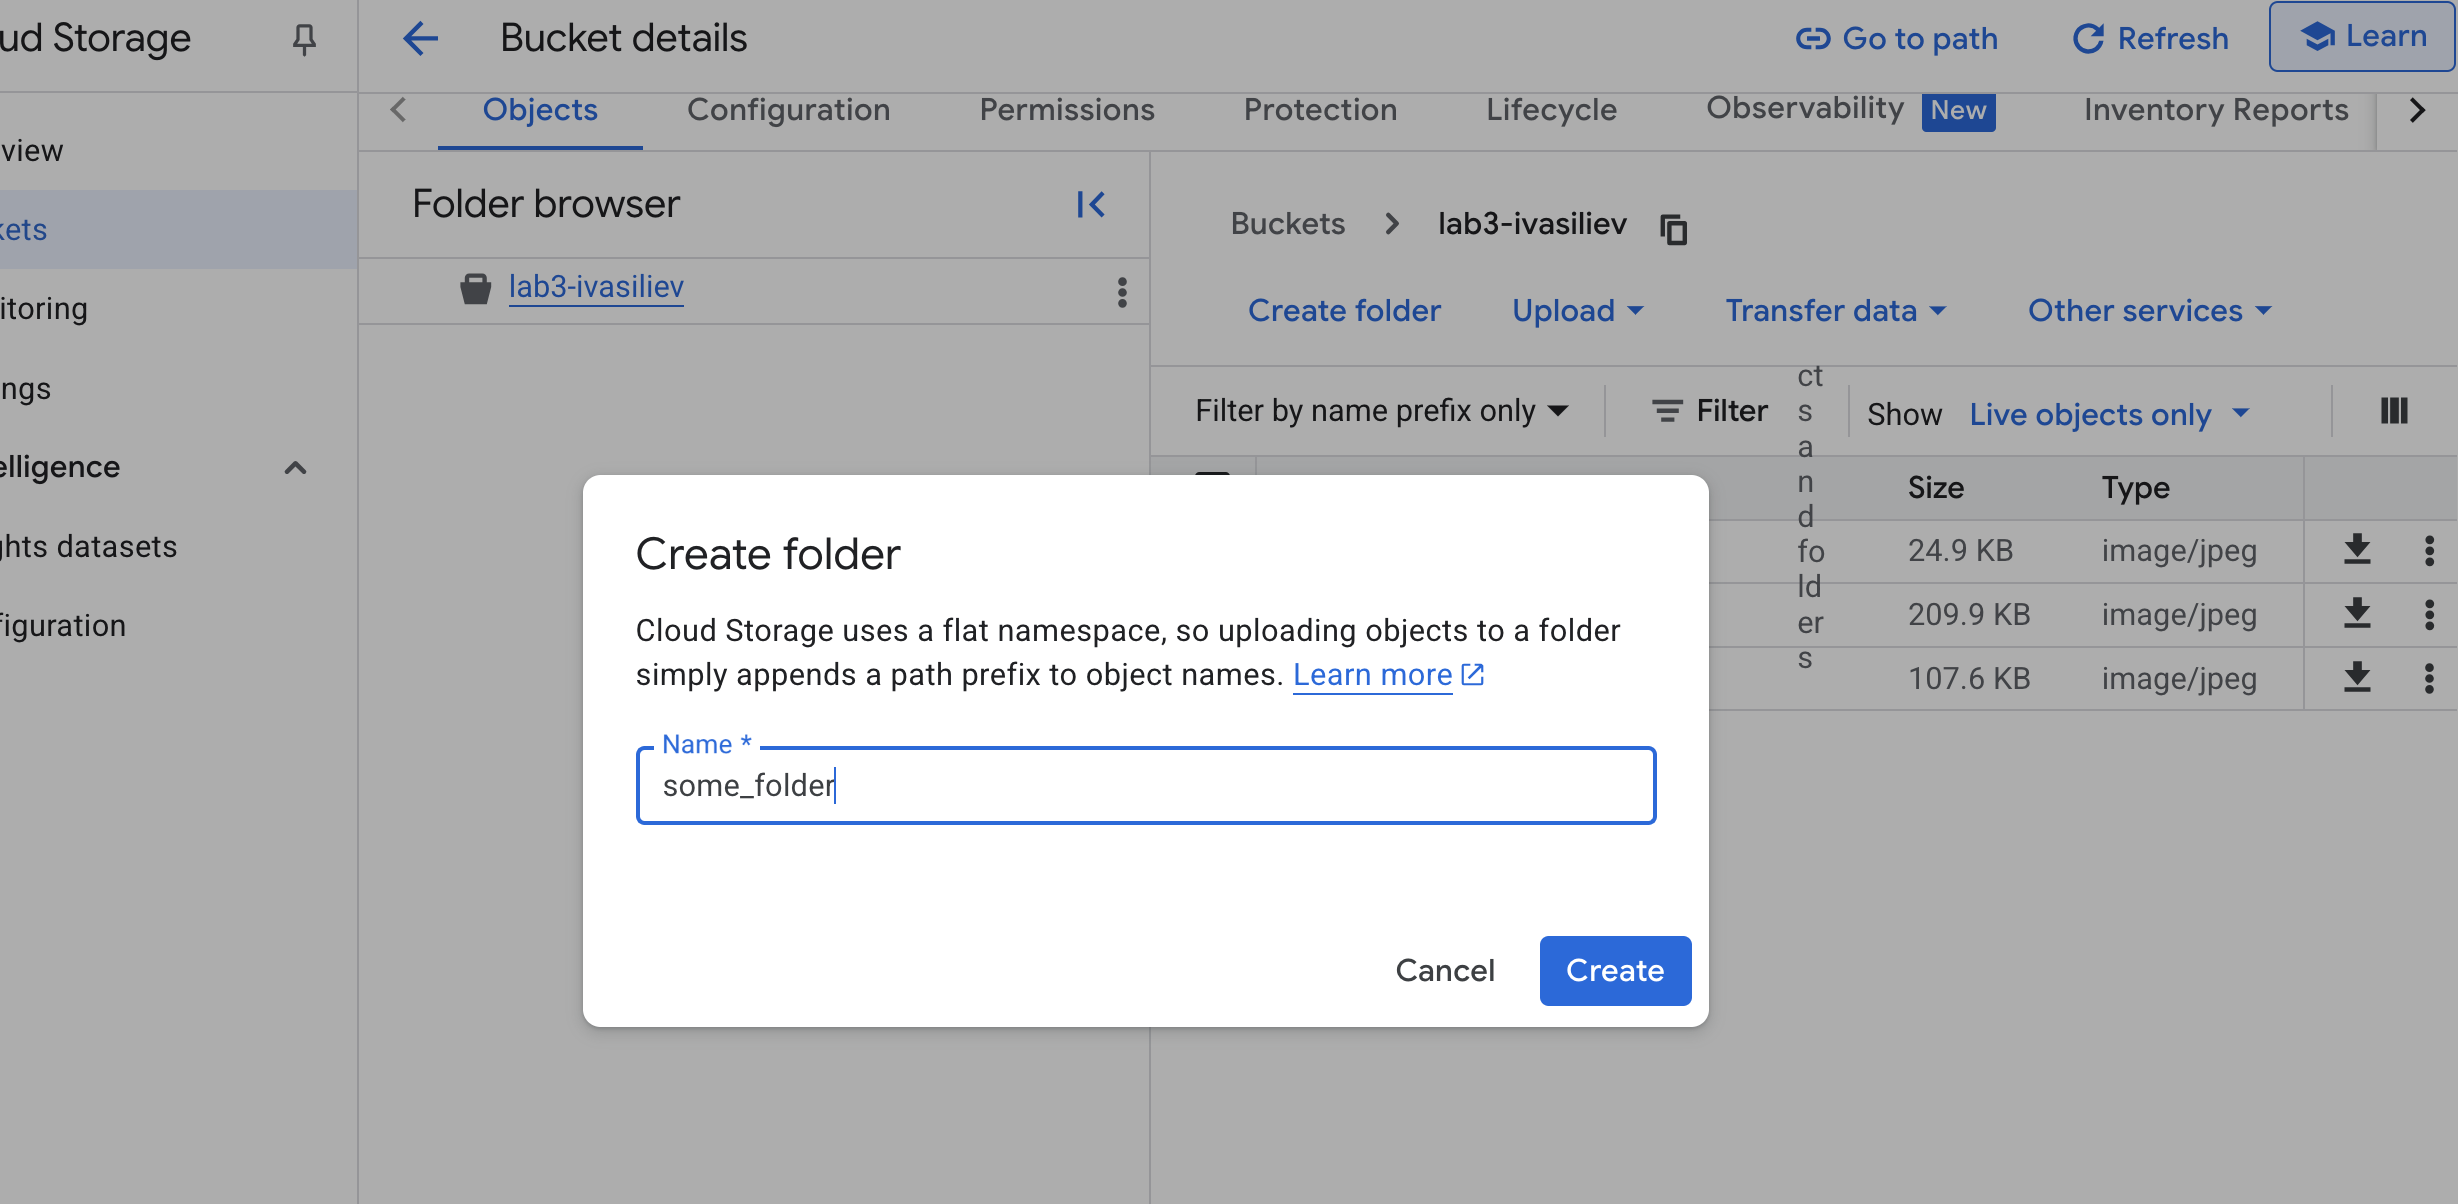 ud Storage
Bucket details
Go to path
Refresh
Learn
Objects
Configuration
Permissions
Protection
Lifecycle
Observability
New
Inventory Reports
view
kets
itoring
ngs
elligence
ghts datasets
figuration
Folder browser
lab3-ivasiliev
Buckets
lab3-ivasiliev
Create folder
Upload
Transfer data
Other services
Filter by name prefix only
Filter
ct
s
a
n
d
fo
ld
er
s
Show
Live objects only
Size
Type
24.9 KB
image/jpeg
209.9 KB
image/jpeg
107.6 KB
image/jpeg
Create folder
Cloud Storage uses a flat namespace, so uploading objects to a folder
simply appends a path prefix to object names. Learn more
Name *
some_folder
Cancel
Create